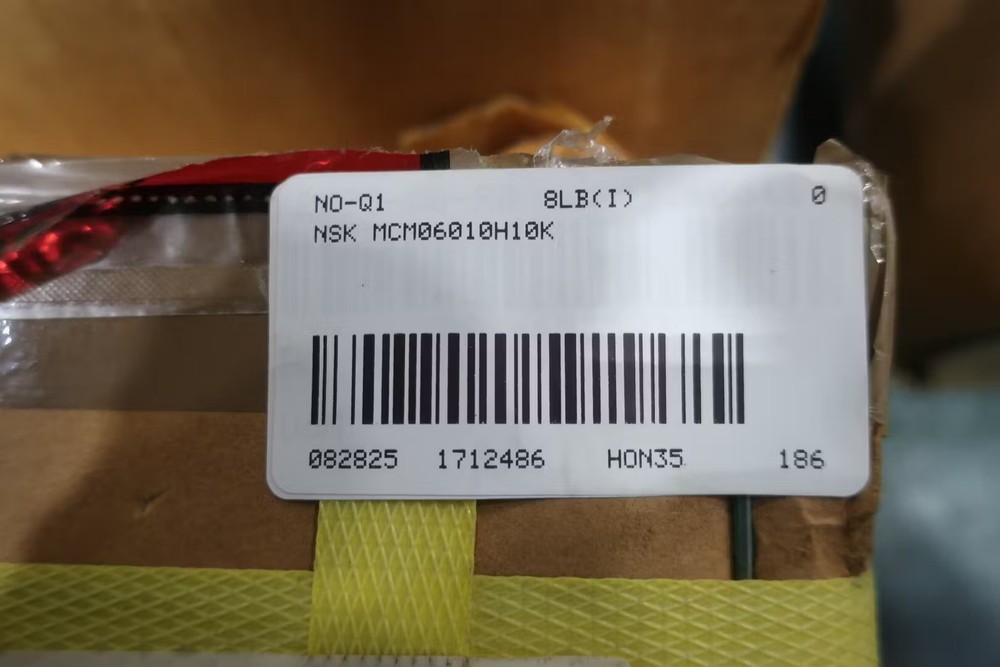 NO-Q1 8LB(I) 0
NSK MCM06010H10K
082825 1712486 HON35 186